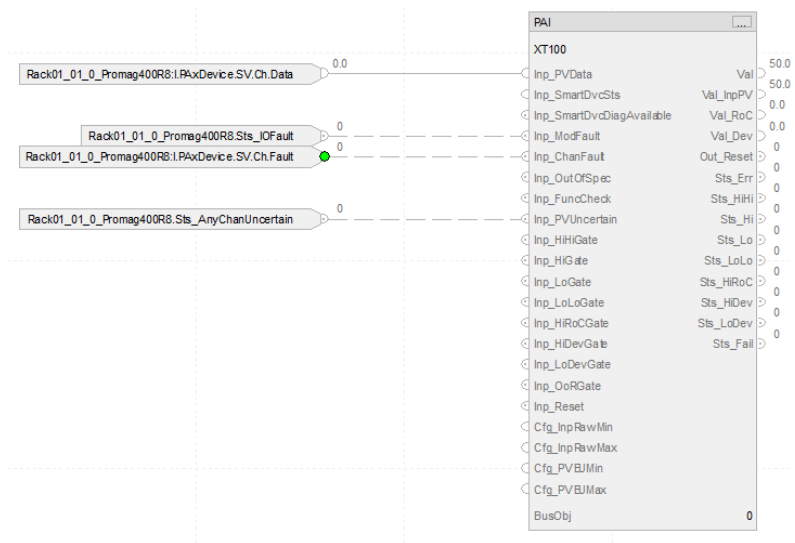 PAI
...
XT100
Rack01_01_0_Promag400R8:I.PAxDevice.SV.Ch.Data
0.0
Inp_PVData
Val
50.0
Inp_SmartDvcSts
Val_InpPV
50.0
Inp_SmartDvcDiagAvailable
Val_RoC
0.0
Rack01_01_0_Promag400R8.Sts_IOFault
0
Inp_ModFault
Val_Dev
0.0
Rack01_01_0_Promag400R8:I.PAxDevice.SV.Ch.Fault
0
Inp_ChanFault
Out_Reset
0
Inp_OutOfSpec
Sts_Err
0
Inp_FuncCheck
Sts_HiHi
0
Rack01_01_0_Promag400R8.Sts_AnyChanUncertain
0
Inp_PVUncertain
Sts_Hi
0
Inp_HiHiGate
Sts_Lo
0
Inp_HiGate
Sts_LoLo
0
Inp_LoGate
Sts_HiRoC
0
Inp_LoLoGate
Sts_HiDev
0
Inp_HiRoCGate
Sts_LoDev
0
Inp_HiDevGate
Sts_Fail
0
Inp_LoDevGate
Inp_OoRGate
Inp_Reset
Cfg_InpRawMin
Cfg_InpRawMax
Cfg_PVEUMin
Cfg_PVEUMax
BusObj
0